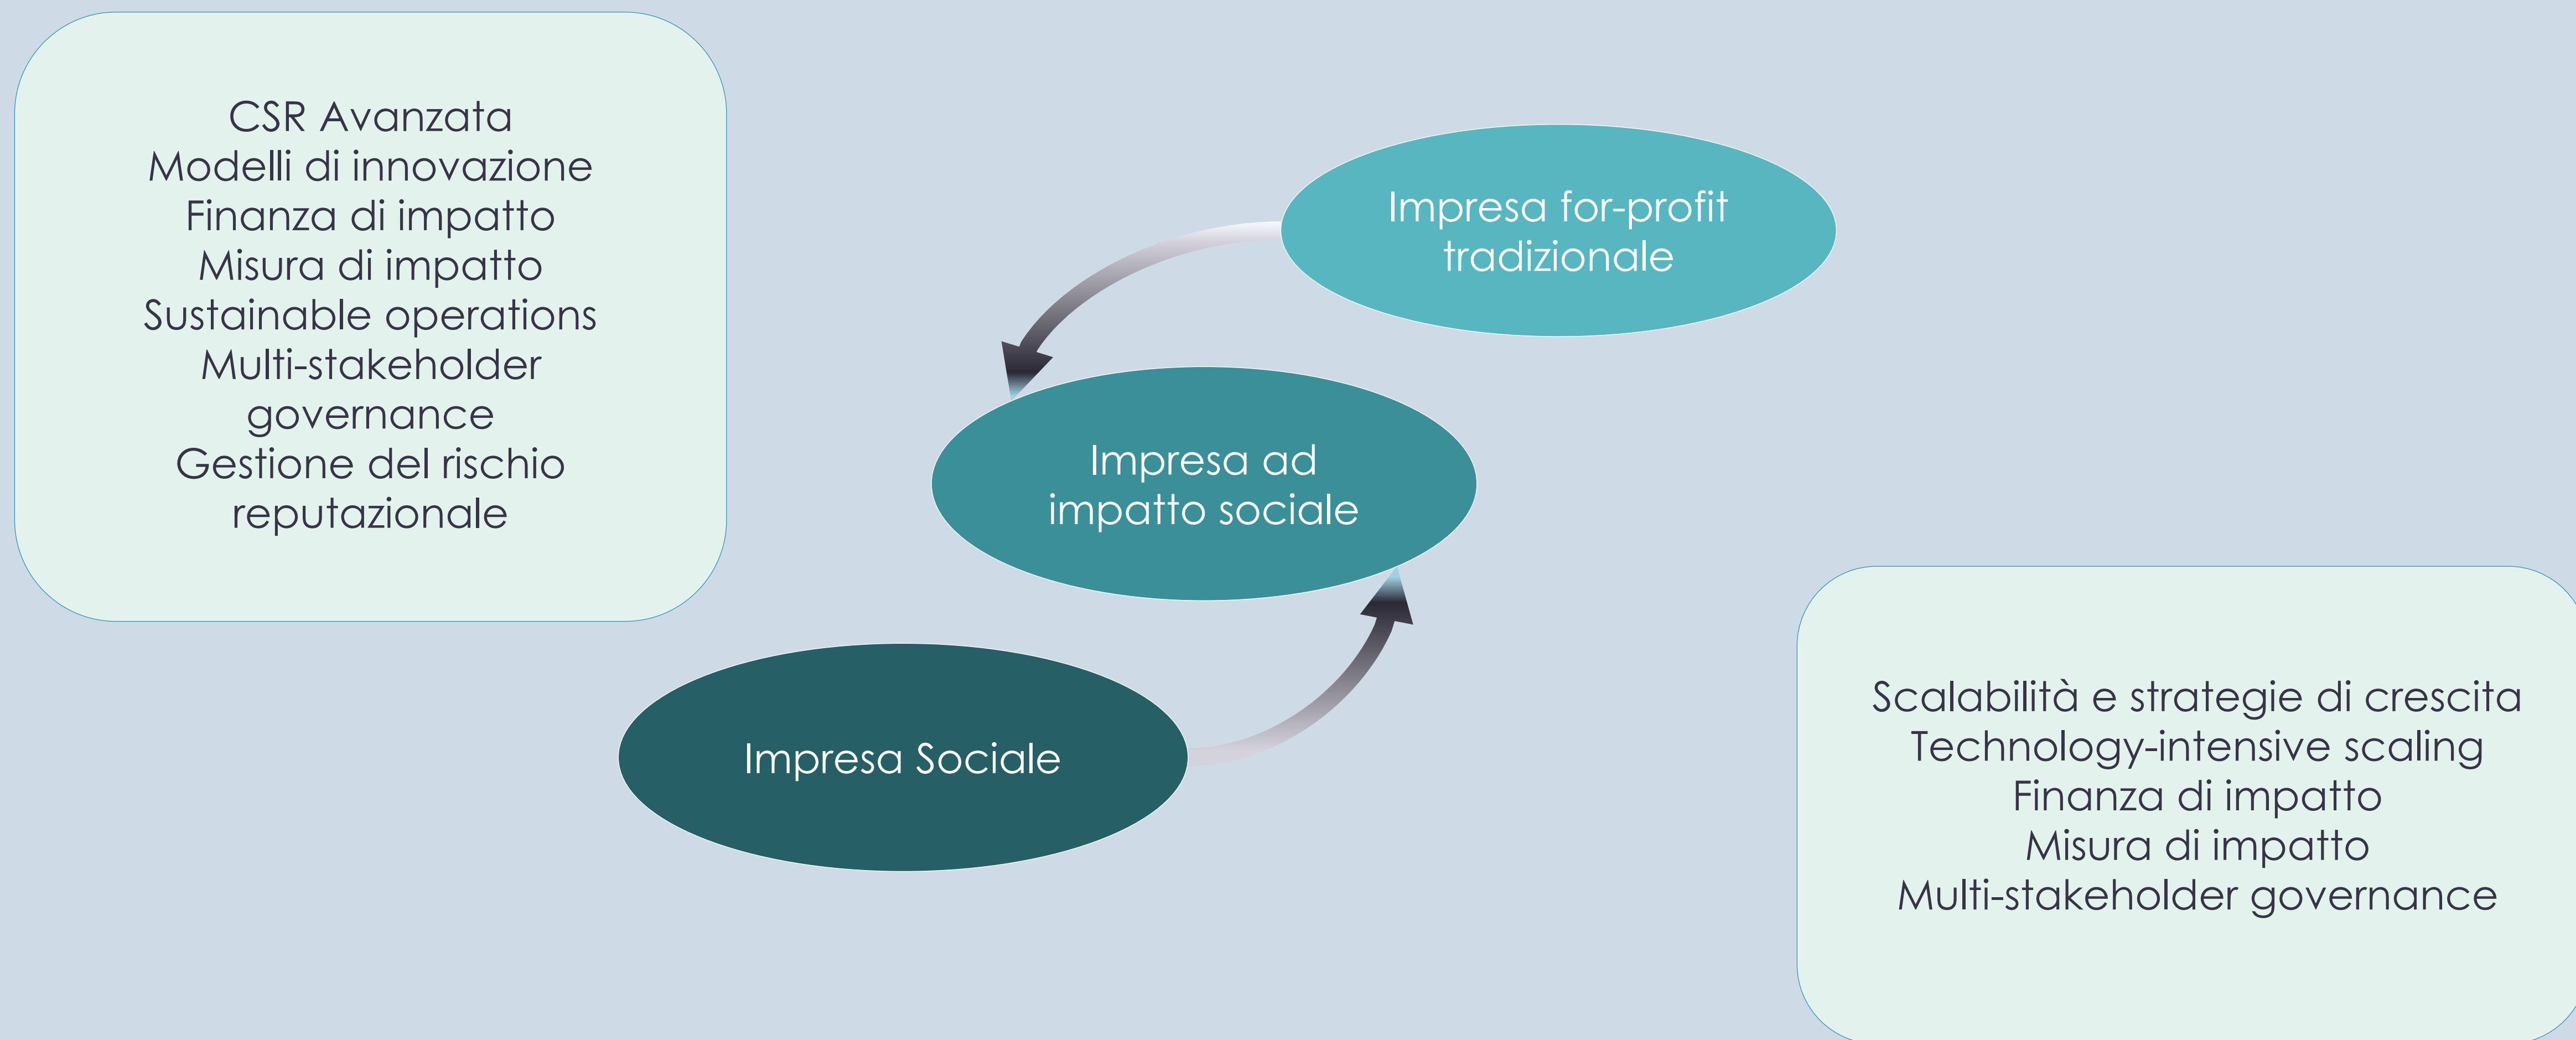 CSR Avanzata
Modelli di innovazione
Finanza di impatto
Misura di impatto
Sustainable operations
Multi-stakeholder
governance
Gestione del rischio
reputazionale
Impresa for-profit
tradizionale
Impresa ad
impatto sociale
Impresa Sociale
Scalabilità e strategie di crescita
Technology-intensive scaling
Finanza di impatto
Misura di impatto
Multi-stakeholder governance